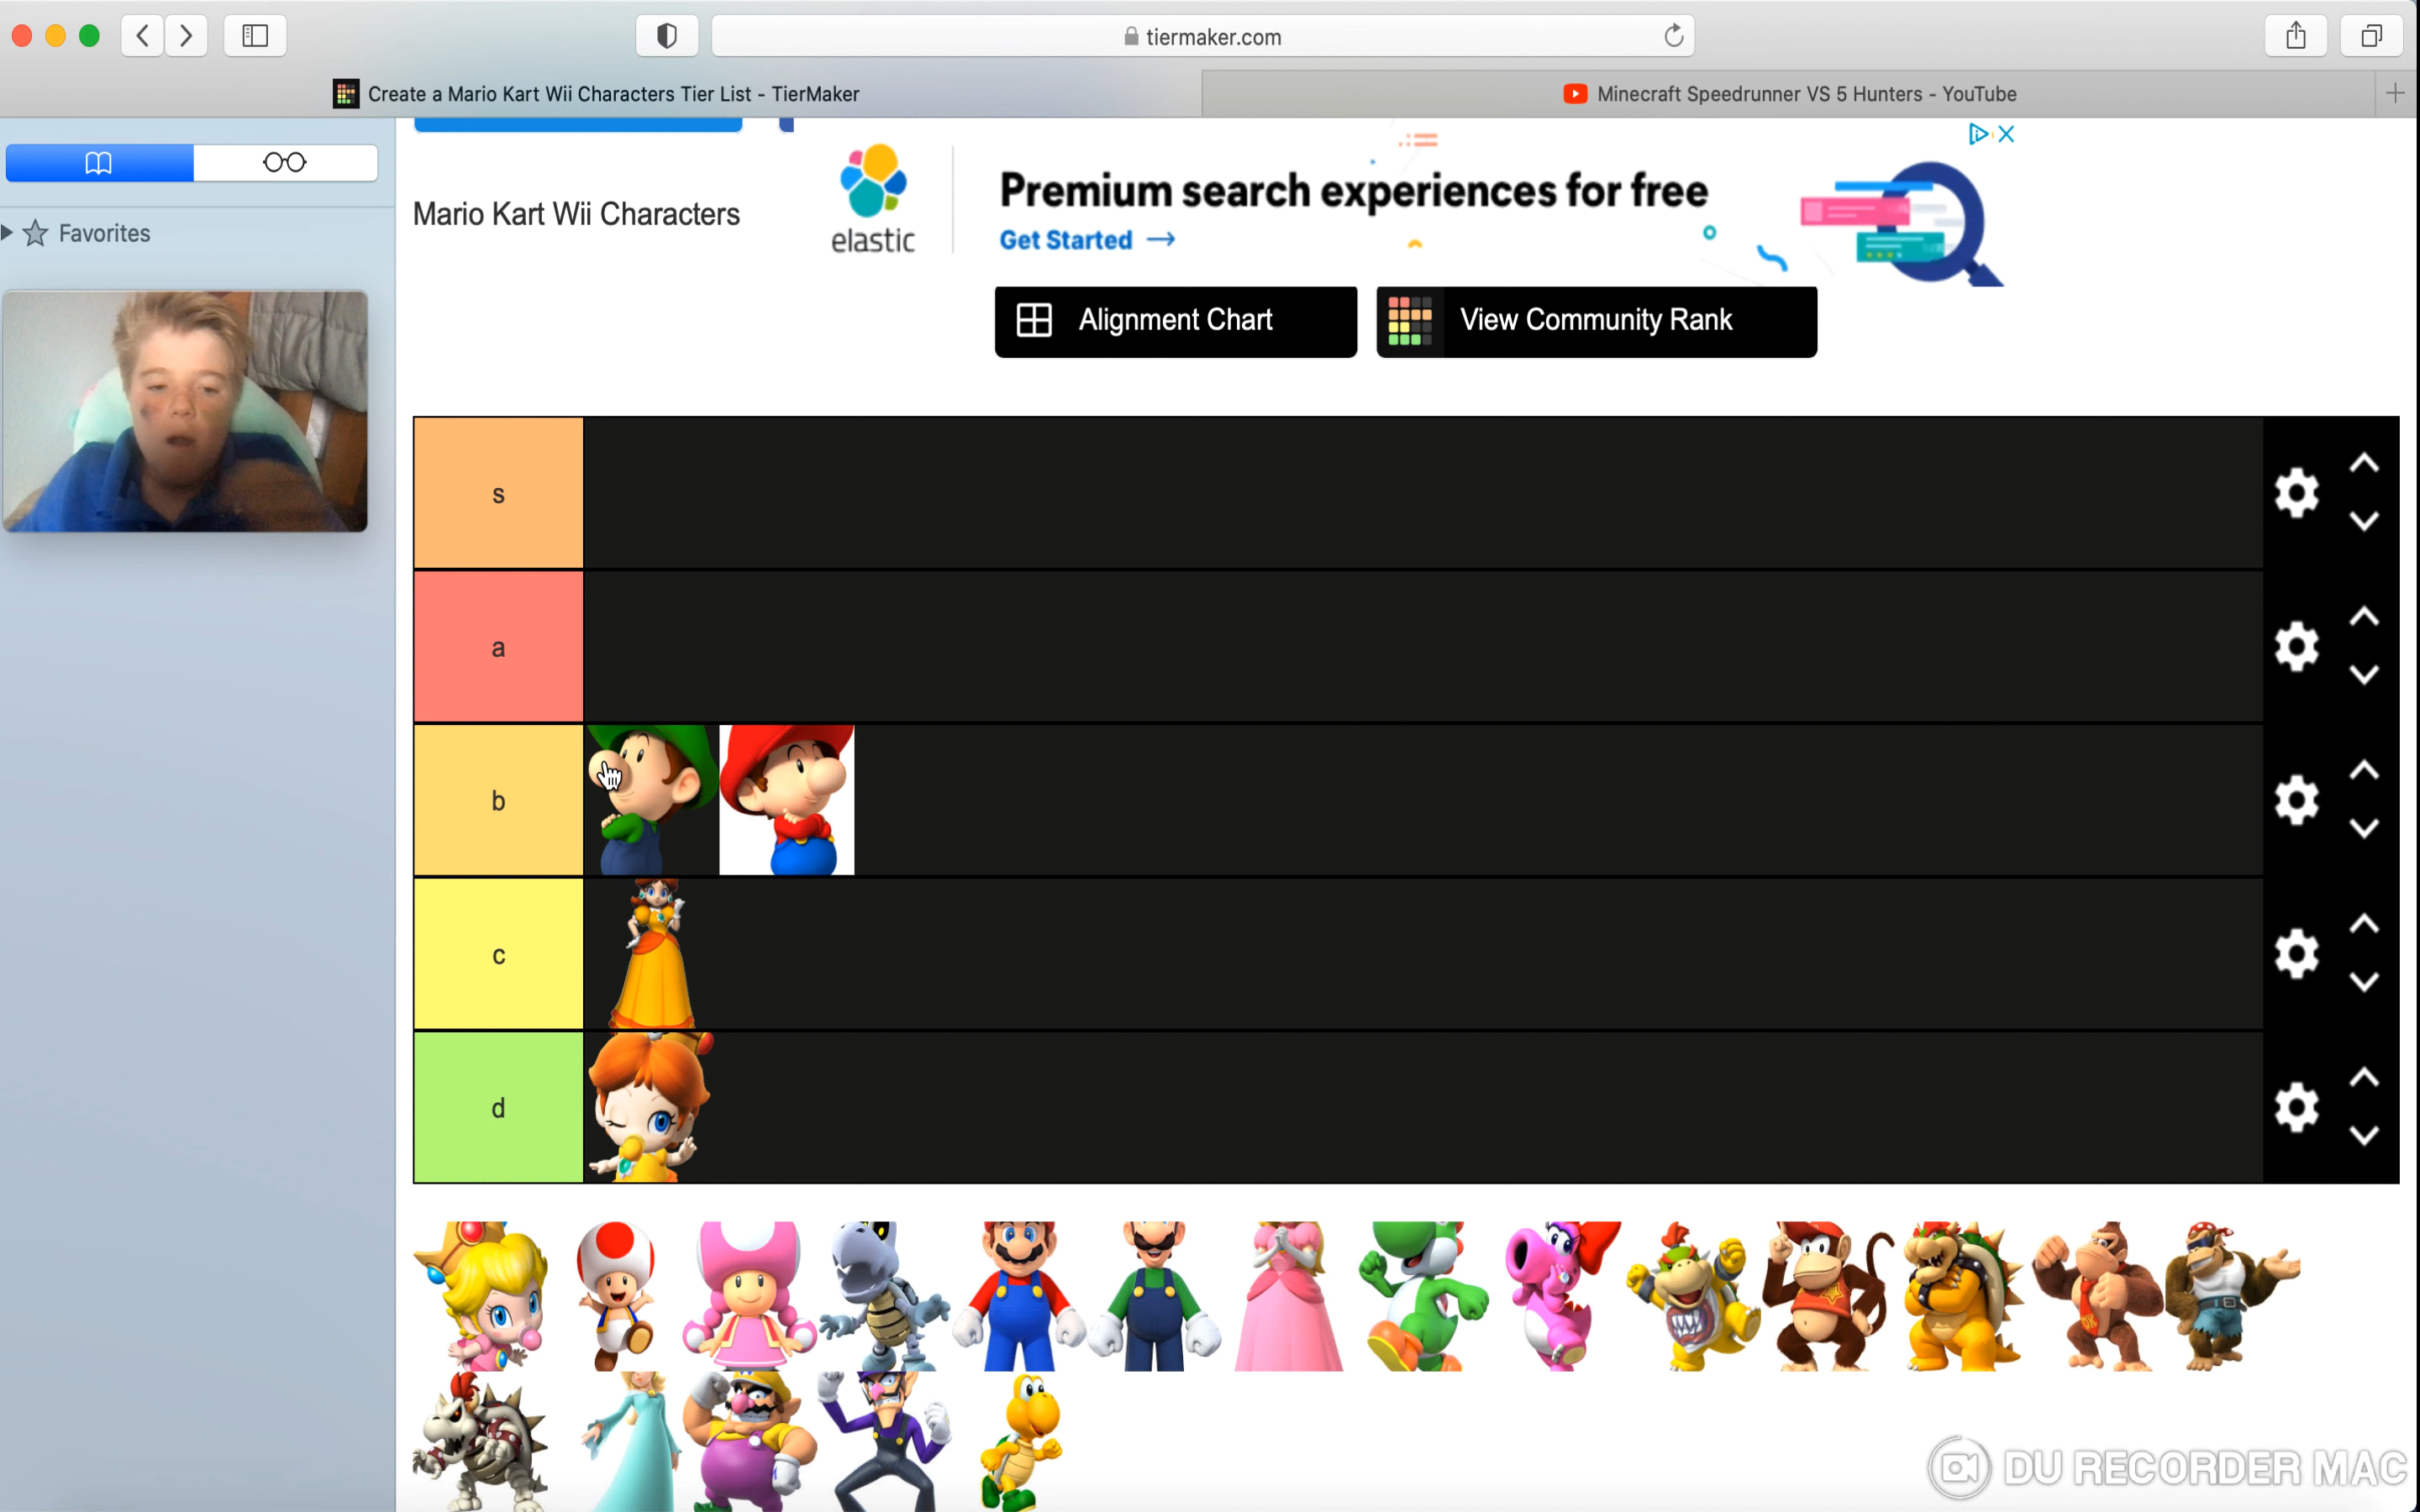 tiermaker.com
Create a Mario Kart Wii Characters Tier List - TierMaker
Minecraft Speedrunner VS 5 Hunters - YouTube
Favorites
Mario Kart Wii Characters
elastic
Premium search experiences for free
Get Started →
Alignment Chart
View Community Rank
s
a
b
c
d
DU RECORDER MAC